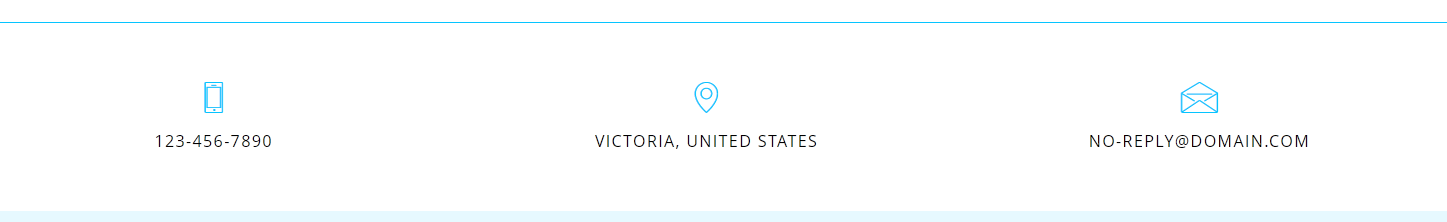 123-456-7890
VICTORIA, UNITED STATES
NO-REPLY@DOMAIN.COM